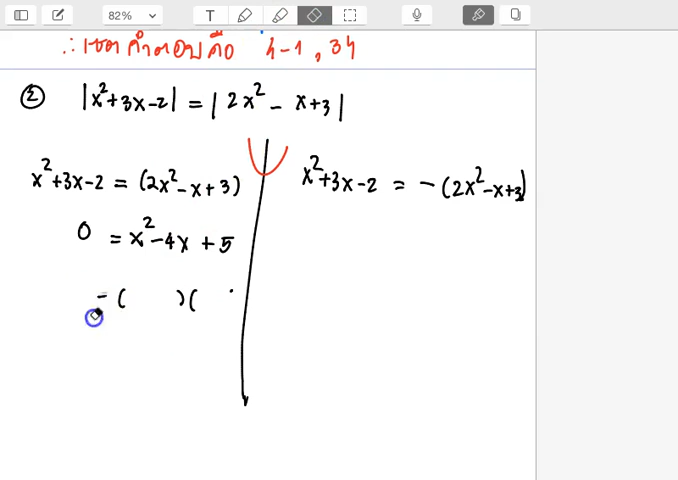 82%
∴ เซตคำตอบคือ {-1, 3}
② |x²+3x-2| = |2x² - x+3|
x²+3x-2 = (2x²-x+3)
0 = x²-4x+5
= ( )(
x²+3x-2 = -(2x²-x+3)